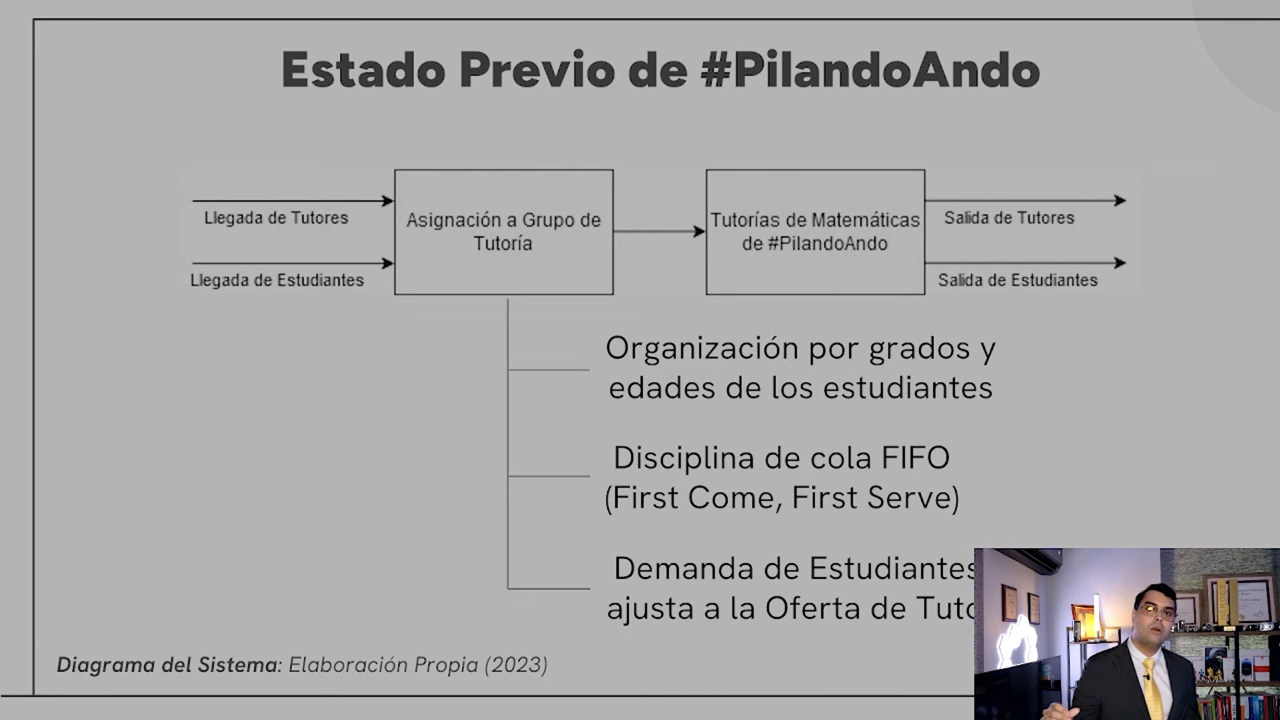 Estado Previo de #PilandoAndo
Llegada de Tutores
Llegada de Estudiantes
Asignación a Grupo de
Tutoría
Tutorías de Matemáticas
de #PilandoAndo
Salida de Tutores
Salida de Estudiantes
Organización por grados y
edades de los estudiantes
Disciplina de cola FIFO
(First Come, First Serve)
Demanda de Estudiantes
ajusta a la Oferta de
Diagrama del Sistema: Elaboración Propia (2023)